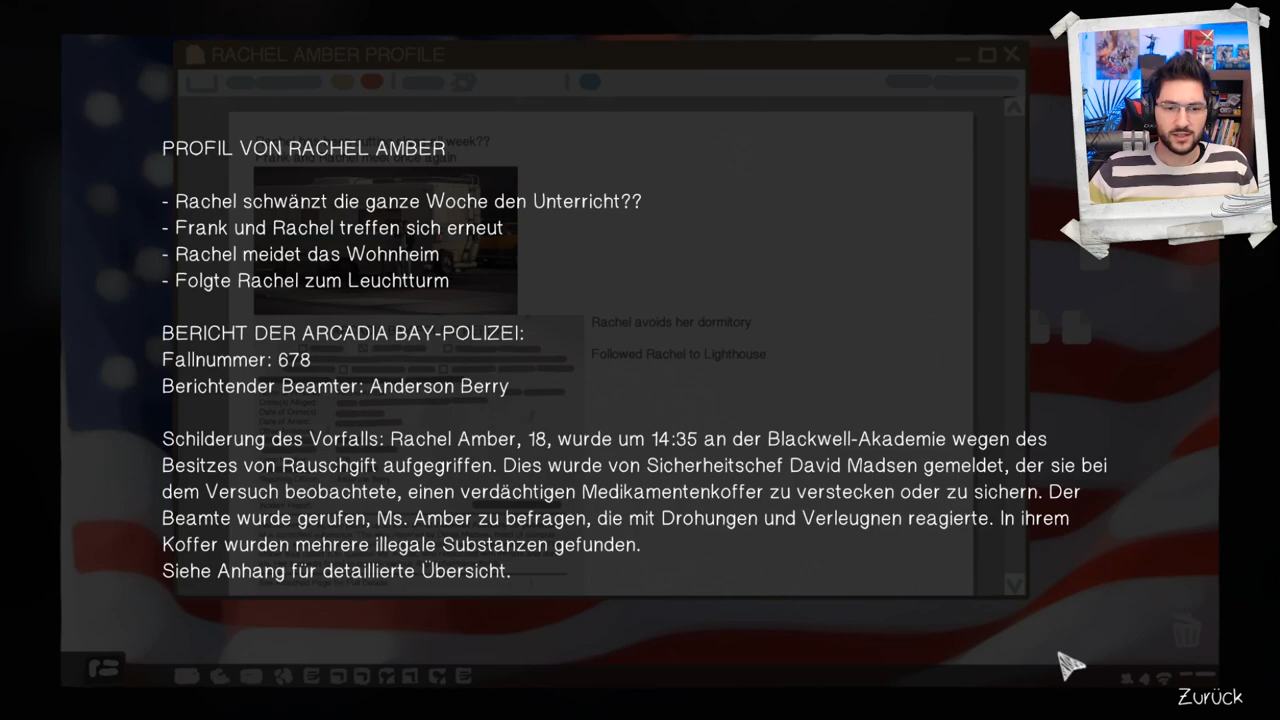 RACHEL AMBER PROFILE
PROFIL VON RACHEL AMBER
- Rachel schwänzt die ganze Woche den Unterricht??
- Frank und Rachel treffen sich erneut
- Rachel meidet das Wohnheim
- Folgte Rachel zum Leuchtturm
Rachel avoids her dormitory
Followed Rachel to Lighthouse
BERICHT DER ARCADIA BAY-POLIZEI:
Fallnummer: 678
Berichtender Beamter: Anderson Berry
Schilderung des Vorfalls: Rachel Amber, 18, wurde um 14:35 an der Blackwell-Akademie wegen des
Besitzes von Rauschgift aufgegriffen. Dies wurde von Sicherheitschef David Madsen gemeldet, der sie bei
dem Versuch beobachtete, einen verdächtigen Medikamentenkoffer zu verstecken oder zu sichern. Der
Beamte wurde gerufen, Ms. Amber zu befragen, die mit Drohungen und Verleugnen reagierte. In ihrem
Koffer wurden mehrere illegale Substanzen gefunden.
Siehe Anhang für detaillierte Übersicht.
Zurück